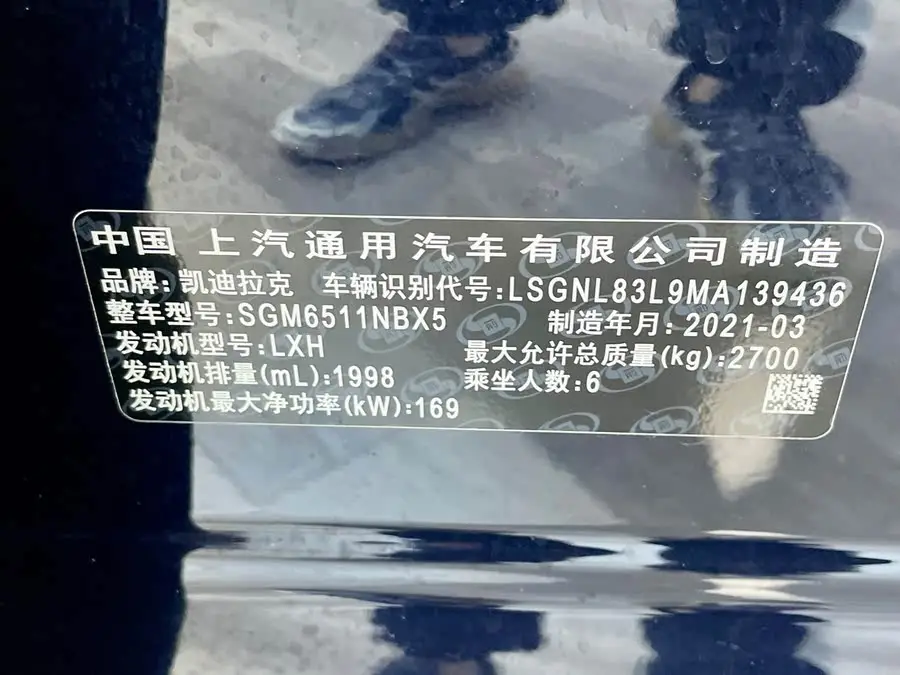 中国 上汽通用汽车有限公司制造
品牌:凯迪拉克 车辆识别代号:LSGNL83L9MA139436
整车型号:SGM6511NBX5 制造年月:2021-03
发动机型号:LXH 最大允许总质量(kg):2700
发动机排量(mL):1998 乘坐人数:6
发动机最大净功率(kW):169